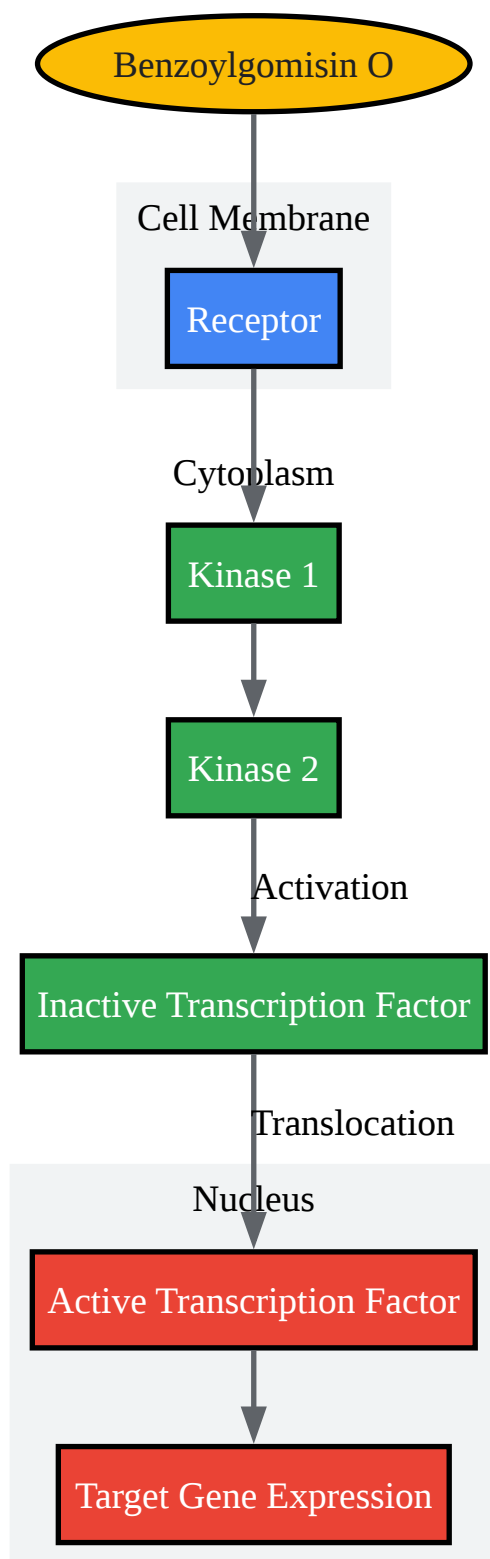 Benzoylgomisin O
Cell Membrane
Receptor
Cytoplasm
Kinase 1
Kinase 2
Activation
Inactive Transcription Factor
Translocation
Nucleus
Active Transcription Factor
Target Gene Expression